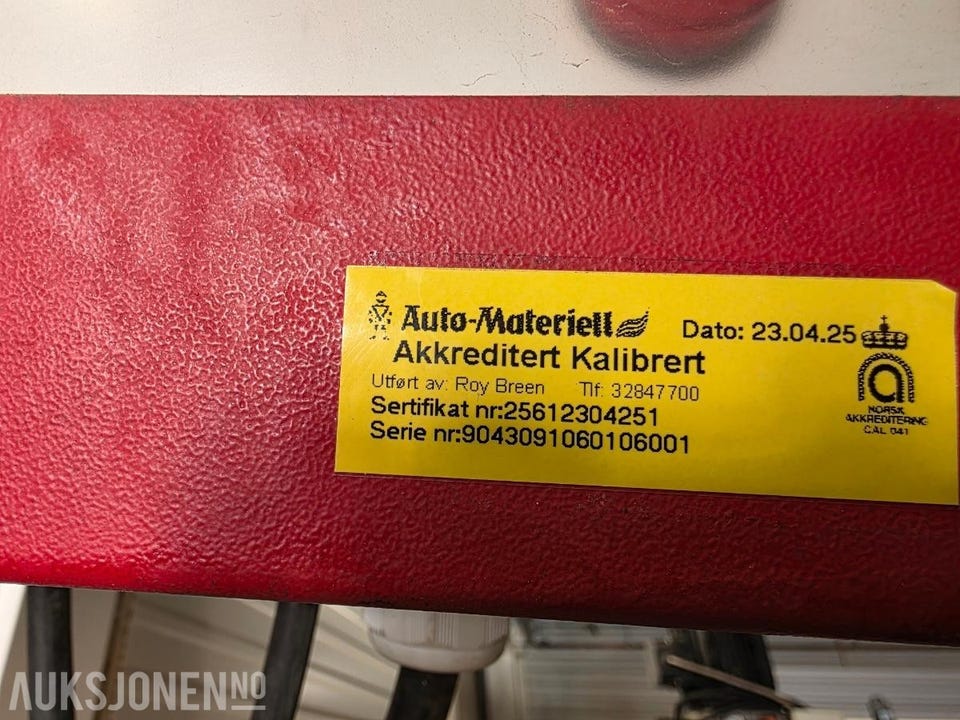 Auto-Materiell Dato: 23.04.25
Akkreditert Kalibrert
Utført av: Roy Breen Tlf: 32847700
Sertifikat nr:25612304251
Serie nr:9043091060106001
NORSK
AKKREDITERING
CAL 041
AUKSJONEN.NO